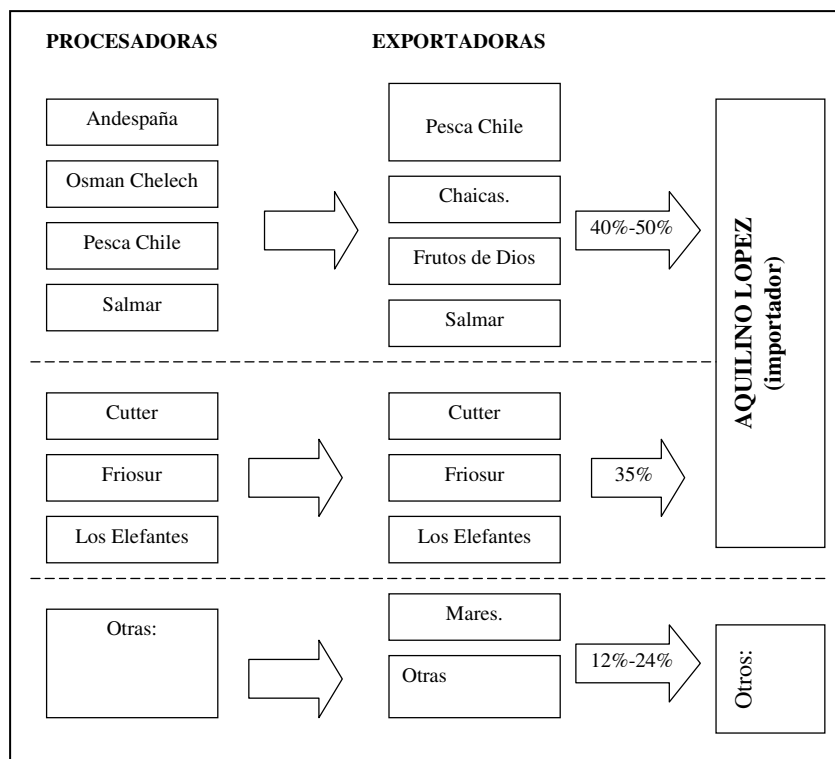 PROCESADORAS
EXPORTADORAS
Andespaña
Osman Chelech
Pesca Chile
Salmar
Pesca Chile
Chaicas.
Frutos de Dios
Salmar
40%-50%
AQUILINO LOPEZ
(importador)
Cutter
Friosur
Los Elefantes
Cutter
Friosur
Los Elefantes
35%
Otras:
Mares.
Otras
12%-24%
Otros: